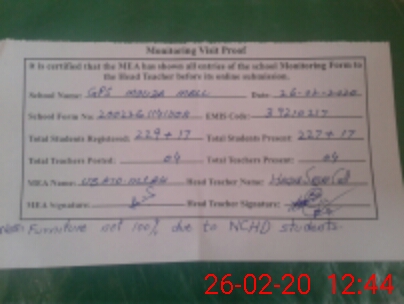 Monitoring Visit Proof
It is certified that the MEA has shown all entries of the school Monitoring Form to
the Head Teacher before its online submission.
School Name: GPS Date: 26-02-2020
School Form No: EMIS Code: 39210217
Total Students Registered: 229+17 Total Students Present: 227+17
Total Teachers Posted: 04 Total Teachers Present: 04
MEA Name: Head Teacher Name:
MEA Signature: Head Teacher Signature:
Note: Furniture not 100% due to NCHD students.
26-02-20 12:44